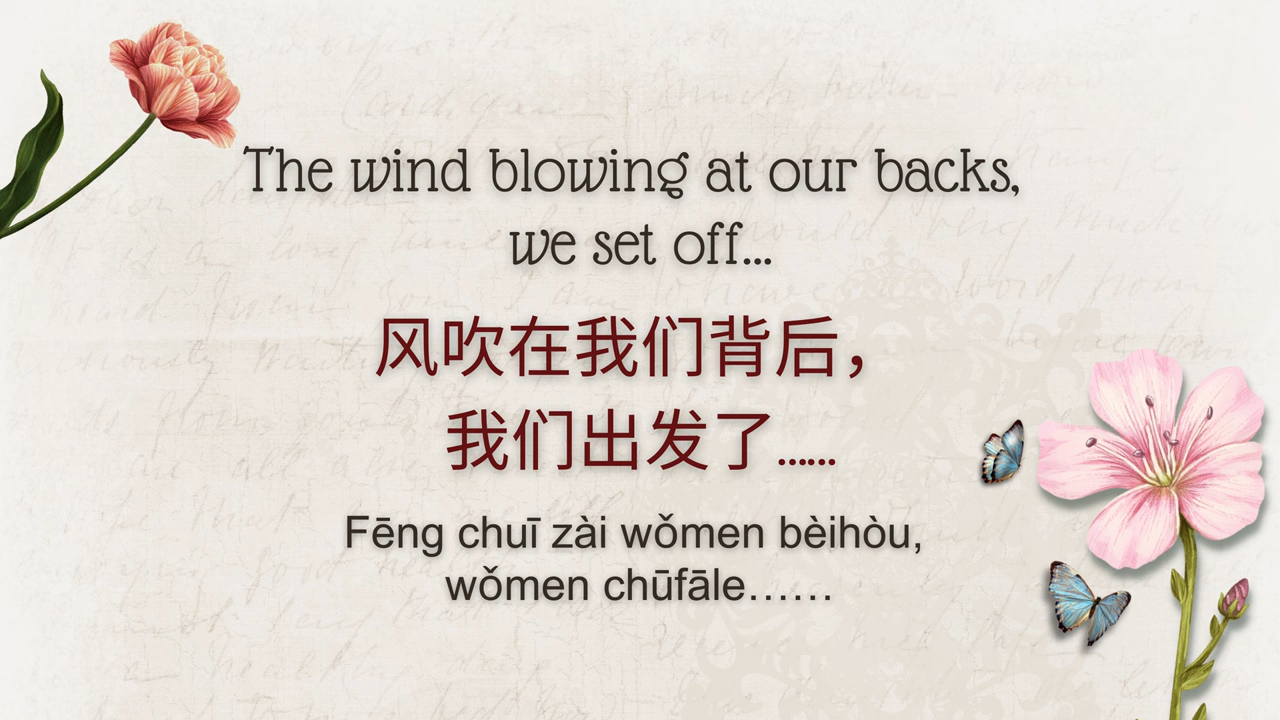 The wind blowing at our backs,
we set off...
风吹在我们背后，
我们出发了……
Fēng chuī zài wǒmen bèihòu,
wǒmen chūfāle……